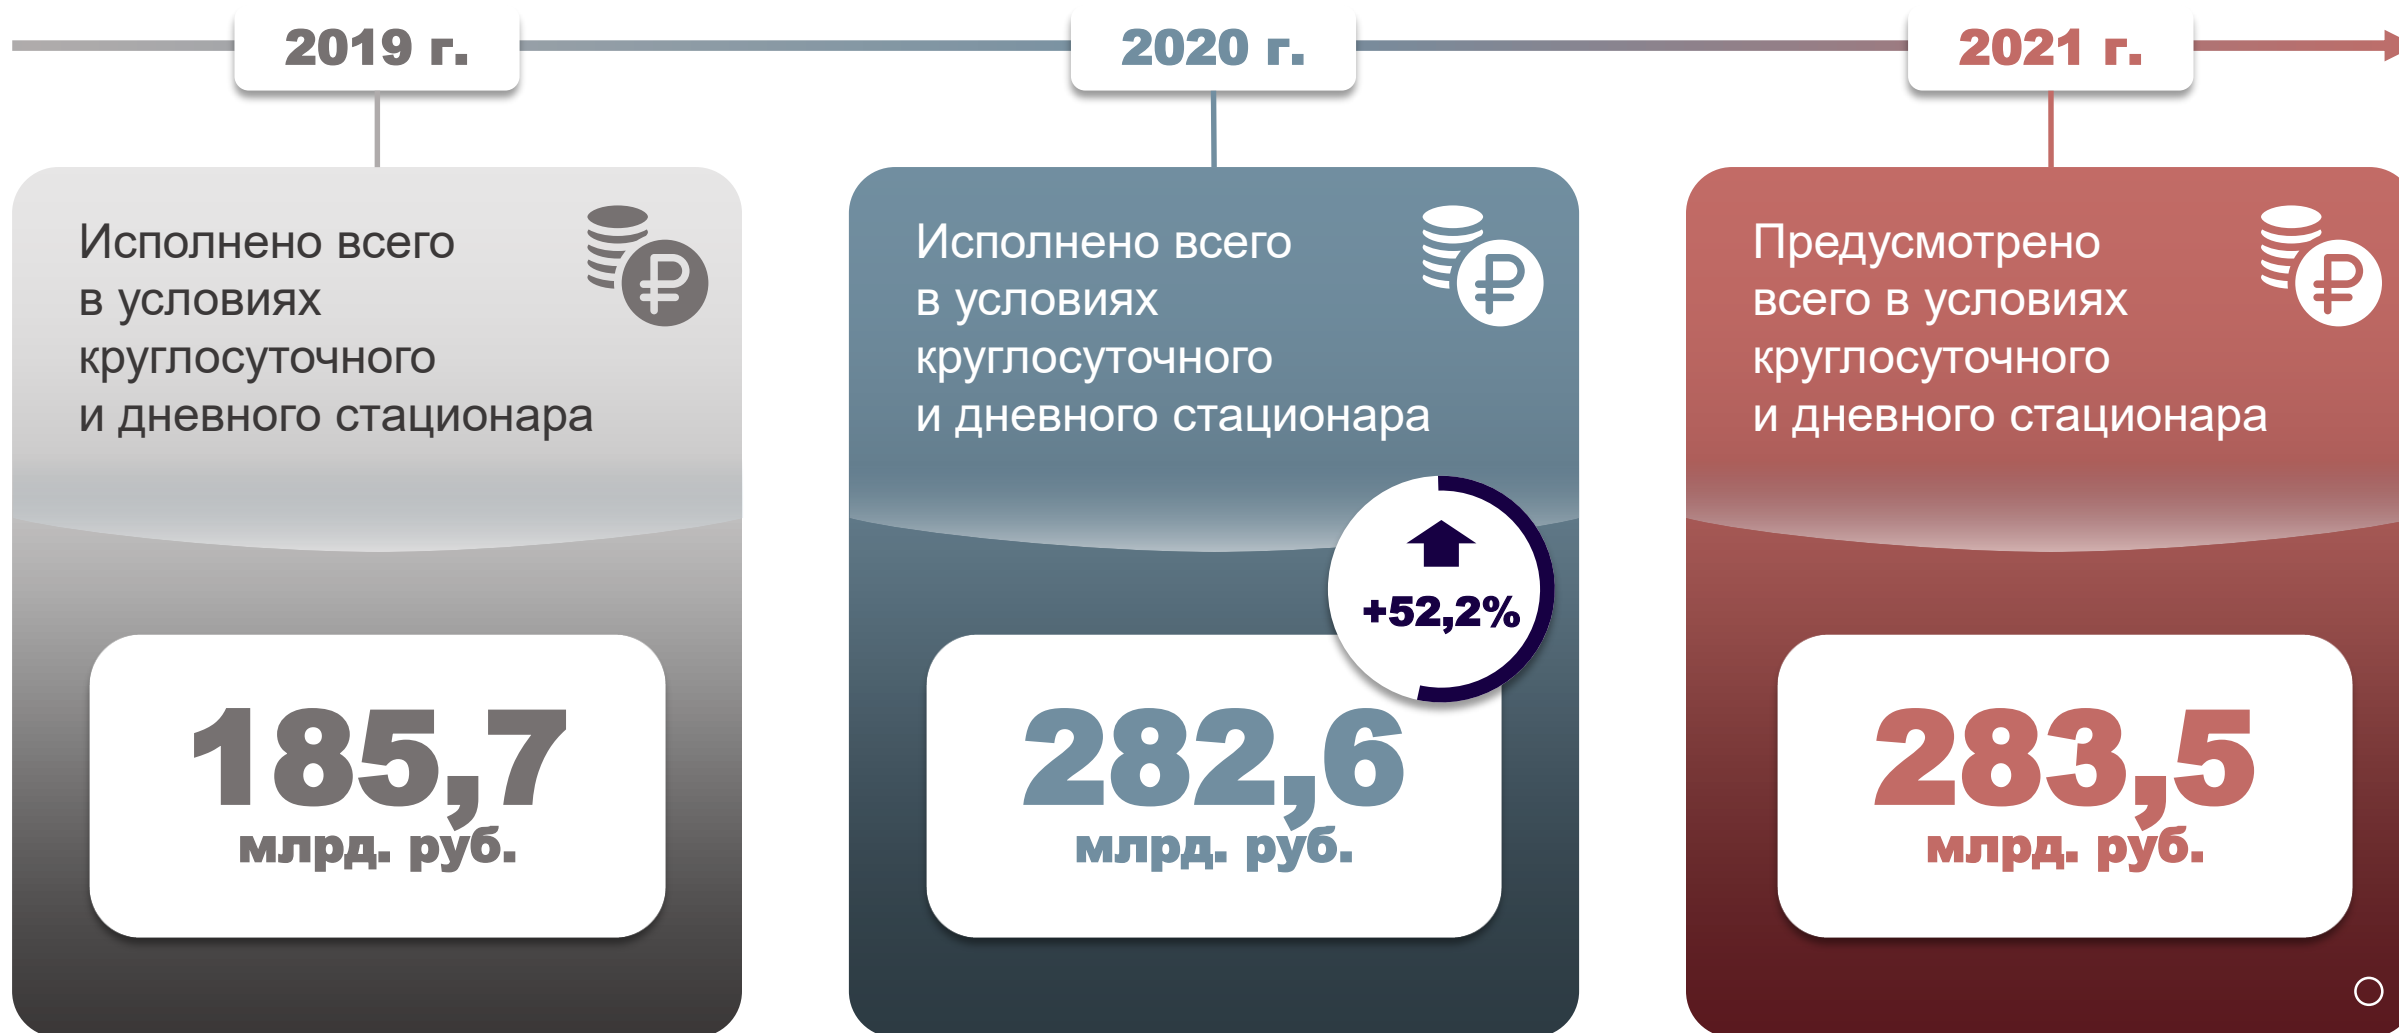 2019 г.
2020 г.
2021 г.
Исполнено всего
в условиях
круглосуточного
и дневного стационара
185,7
млрд. руб.
Исполнено всего
в условиях
круглосуточного
и дневного стационара
+52,2%
282,6
млрд. руб.
Предусмотрено
всего в условиях
круглосуточного
и дневного стационара
283,5
млрд. руб.